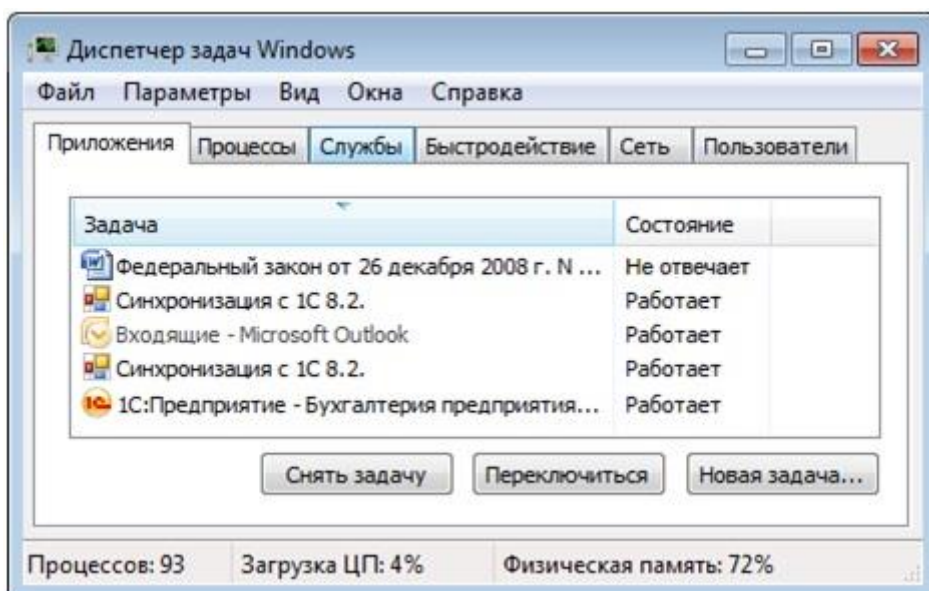 Диспетчер задач Windows
Файл Параметры Вид Окна Справка
Приложения Процессы Службы Быстродействие Сеть Пользователи
Задача Состояние
Федеральный закон от 26 декабря 2008 г. N ... Не отвечает
Синхронизация с 1С 8.2. Работает
Входящие - Microsoft Outlook Работает
Синхронизация с 1С 8.2. Работает
1С:Предприятие - Бухгалтерия предприятия... Работает
Снять задачу Переключиться Новая задача...
Процессов: 93 Загрузка ЦП: 4% Физическая память: 72%